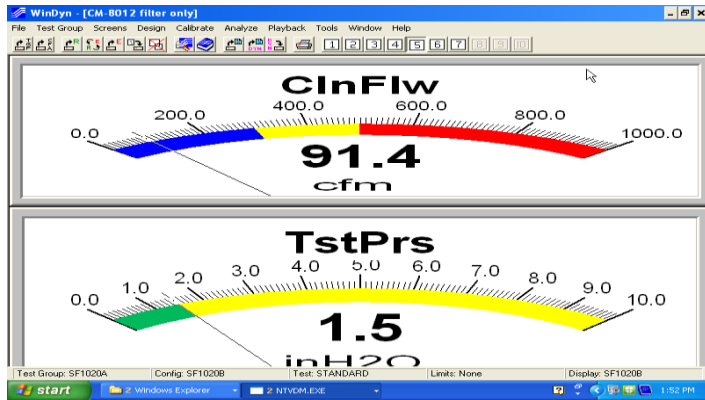 WinDyn - [CM-8012 filter only]
File Test Group Screens Design Calibrate Analyze Playback Tools Window Help
1 2 3 4 5 6 7 8 9 10
ClnFlw
0.0 200.0 400.0 600.0 800.0 1000.0
91.4
cfm
TstPrs
0.0 1.0 2.0 3.0 4.0 5.0 6.0 7.0 8.0 9.0 10.0
1.5
inH2O
Test Group: SF1020A Config: SF1020B Test: STANDARD Limits: None Display: SF1020B
start 2 Windows Explorer 2 NTVDM.EXE 1:52 PM